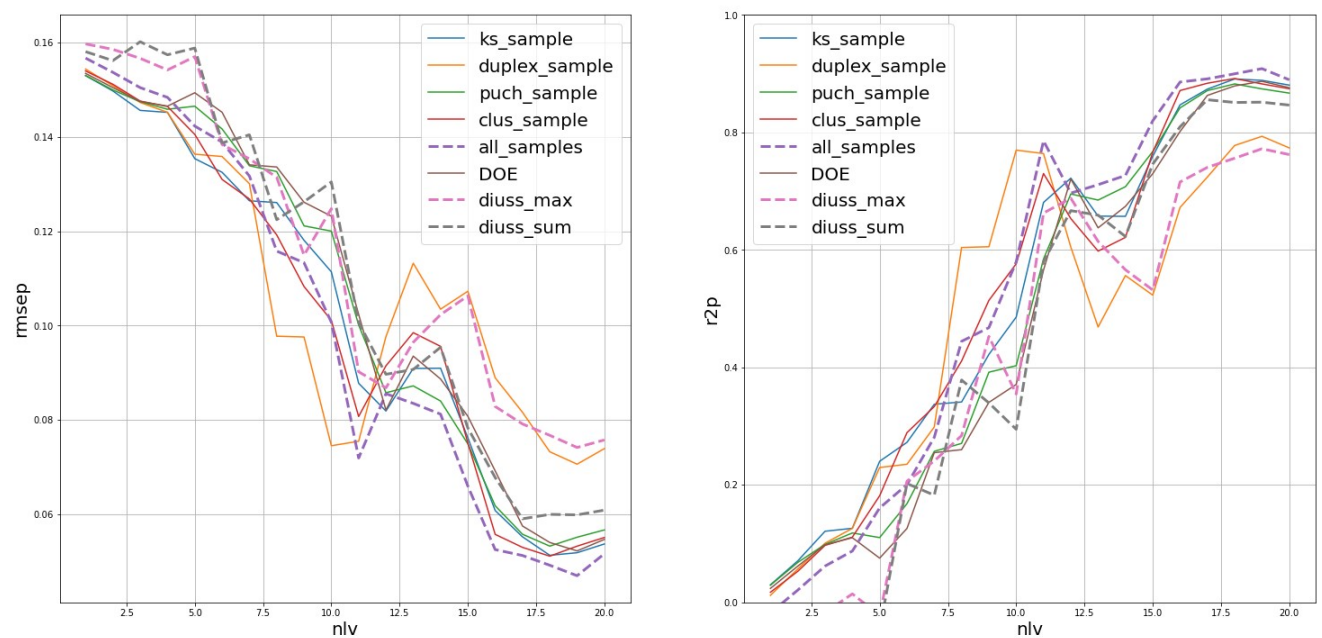 0.16
0.14
0.12
0.10
0.08
0.06
rmsep
2.5 5.0 7.5 10.0 12.5 15.0 17.5 20.0
nlv
ks_sample
duplex_sample
puch_sample
clus_sample
all_samples
DOE
diuss_max
diuss_sum
1.0
0.8
0.6
0.4
0.2
0.0
r2p
2.5 5.0 7.5 10.0 12.5 15.0 17.5 20.0
nlv
ks_sample
duplex_sample
puch_sample
clus_sample
all_samples
DOE
diuss_max
diuss_sum